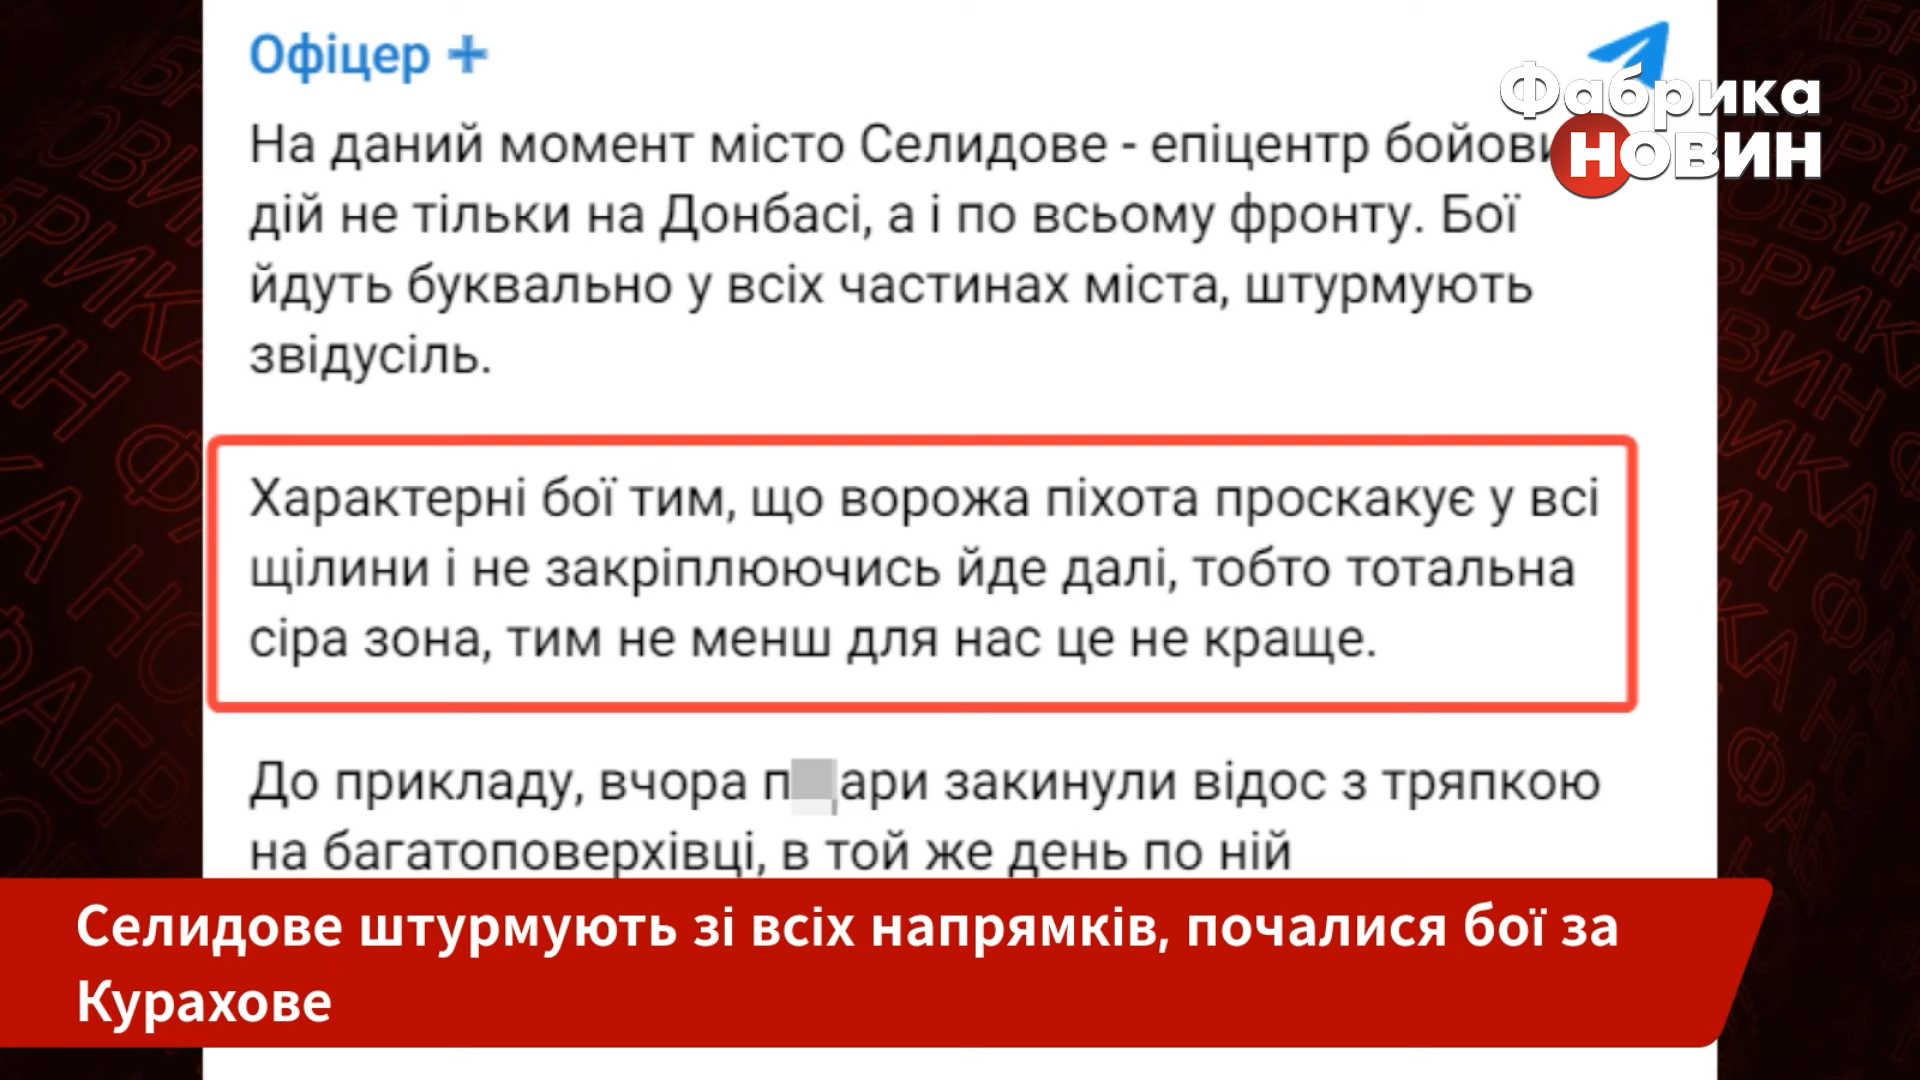 Офіцер +
Фабрика
новин
На даний момент місто Селидове - епіцентр
дій не тільки на Донбасі, а і по всьому фронту. Бої
йдуть буквально у всіх частинах міста, штурмують
звідусіль.
Характерні бої тим, що ворожа піхота проскакує у всі
щілини і не закріплюючись йде далі, тобто тотальна
сіра зона, тим не менш для нас це не краще.
До прикладу, вчора закинули відос з тряпкою
на багатоповерхівці, в той же день по ній
Селидове штурмують зі всіх напрямків, почалися бої за
Курахове